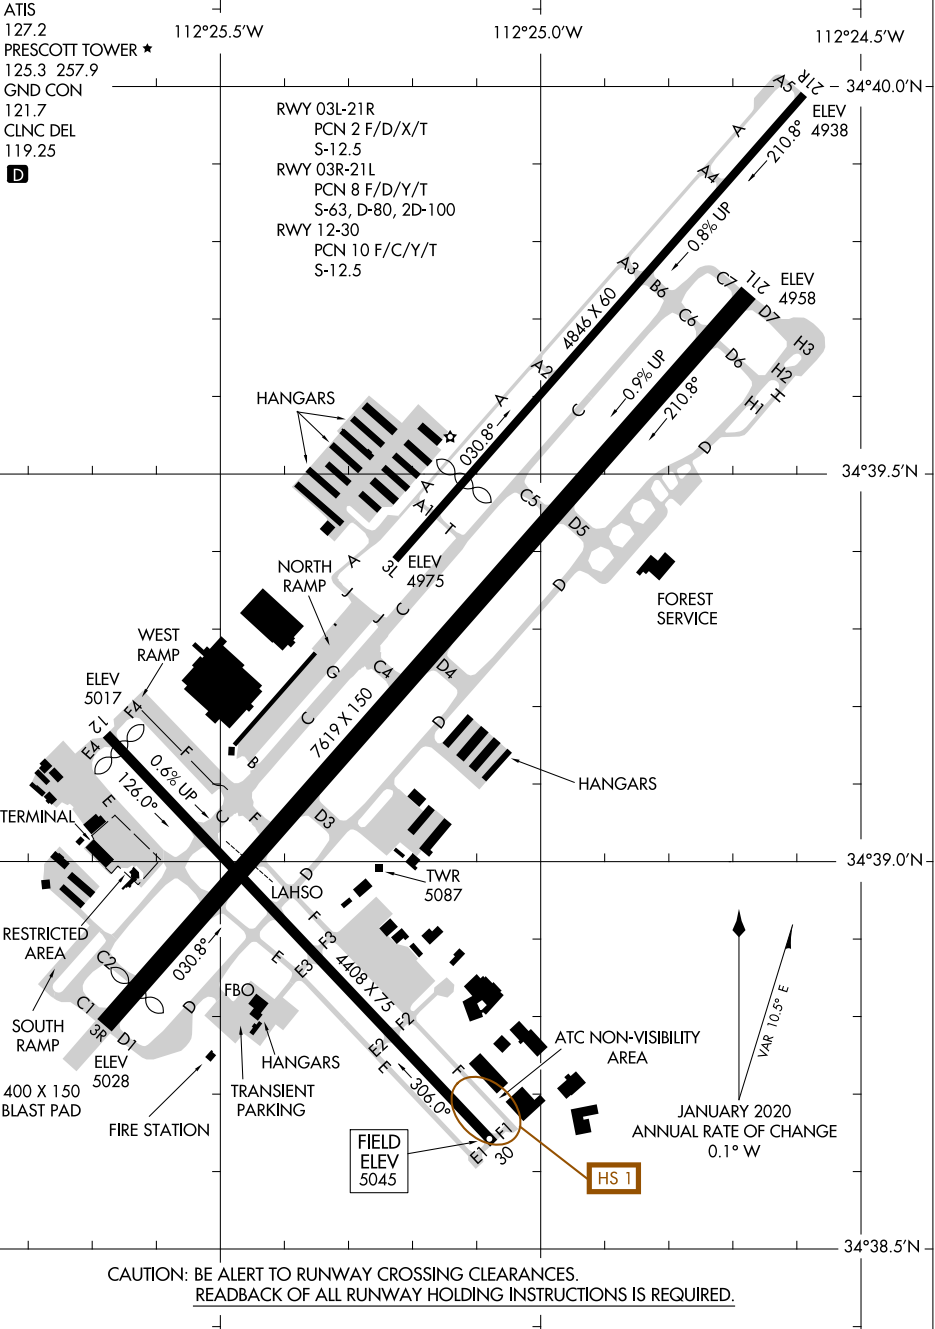 ATIS
127.2
PRESCOTT TOWER ★
125.3 257.9
GND CON
121.7
CLNC DEL
119.25
D
112°25.5'W
112°25.0'W
112°24.5'W
34°40.0'N
RWY 03L-21R
PCN 2 F/D/X/T
S-12.5
RWY 03R-21L
PCN 8 F/D/Y/T
S-63, D-80, 2D-100
RWY 12-30
PCN 10 F/C/Y/T
S-12.5
A5
21R
ELEV
4938
A
210.8°
A4
0.8% UP
A3
B6
C7
21L
ELEV
4958
4846 X 60
C6
D7
H3
A2
D6
H2
0.9% UP
210.8°
H
H1
HANGARS
A
C
030.8°
D
34°39.5'N
A
A1
T
C5
D5
A
3L
ELEV
4975
NORTH
RAMP
J
J
C
D
FOREST
SERVICE
WEST
RAMP
ELEV
5017
G
C4
D4
F4
12
C
7619 X 150
D
E4
F
B
0.6% UP
126.0°
HANGARS
E
C
F
D3
TERMINAL
34°39.0'N
D
TWR
5087
LAHSO
F
F3
RESTRICTED
AREA
E
E3
C2
030.8°
4408 X 75
FBO
C1
D
F2
3R
D1
SOUTH
RAMP
ELEV
5028
HANGARS
E2
E
F
ATC NON-VISIBILITY
AREA
VAR 10.5° E
400 X 150
BLAST PAD
TRANSIENT
PARKING
306.0°
FIRE STATION
JANUARY 2020
ANNUAL RATE OF CHANGE
0.1° W
FIELD
ELEV
5045
F1
E1
30
HS 1
34°38.5'N
CAUTION: BE ALERT TO RUNWAY CROSSING CLEARANCES.
READBACK OF ALL RUNWAY HOLDING INSTRUCTIONS IS REQUIRED.